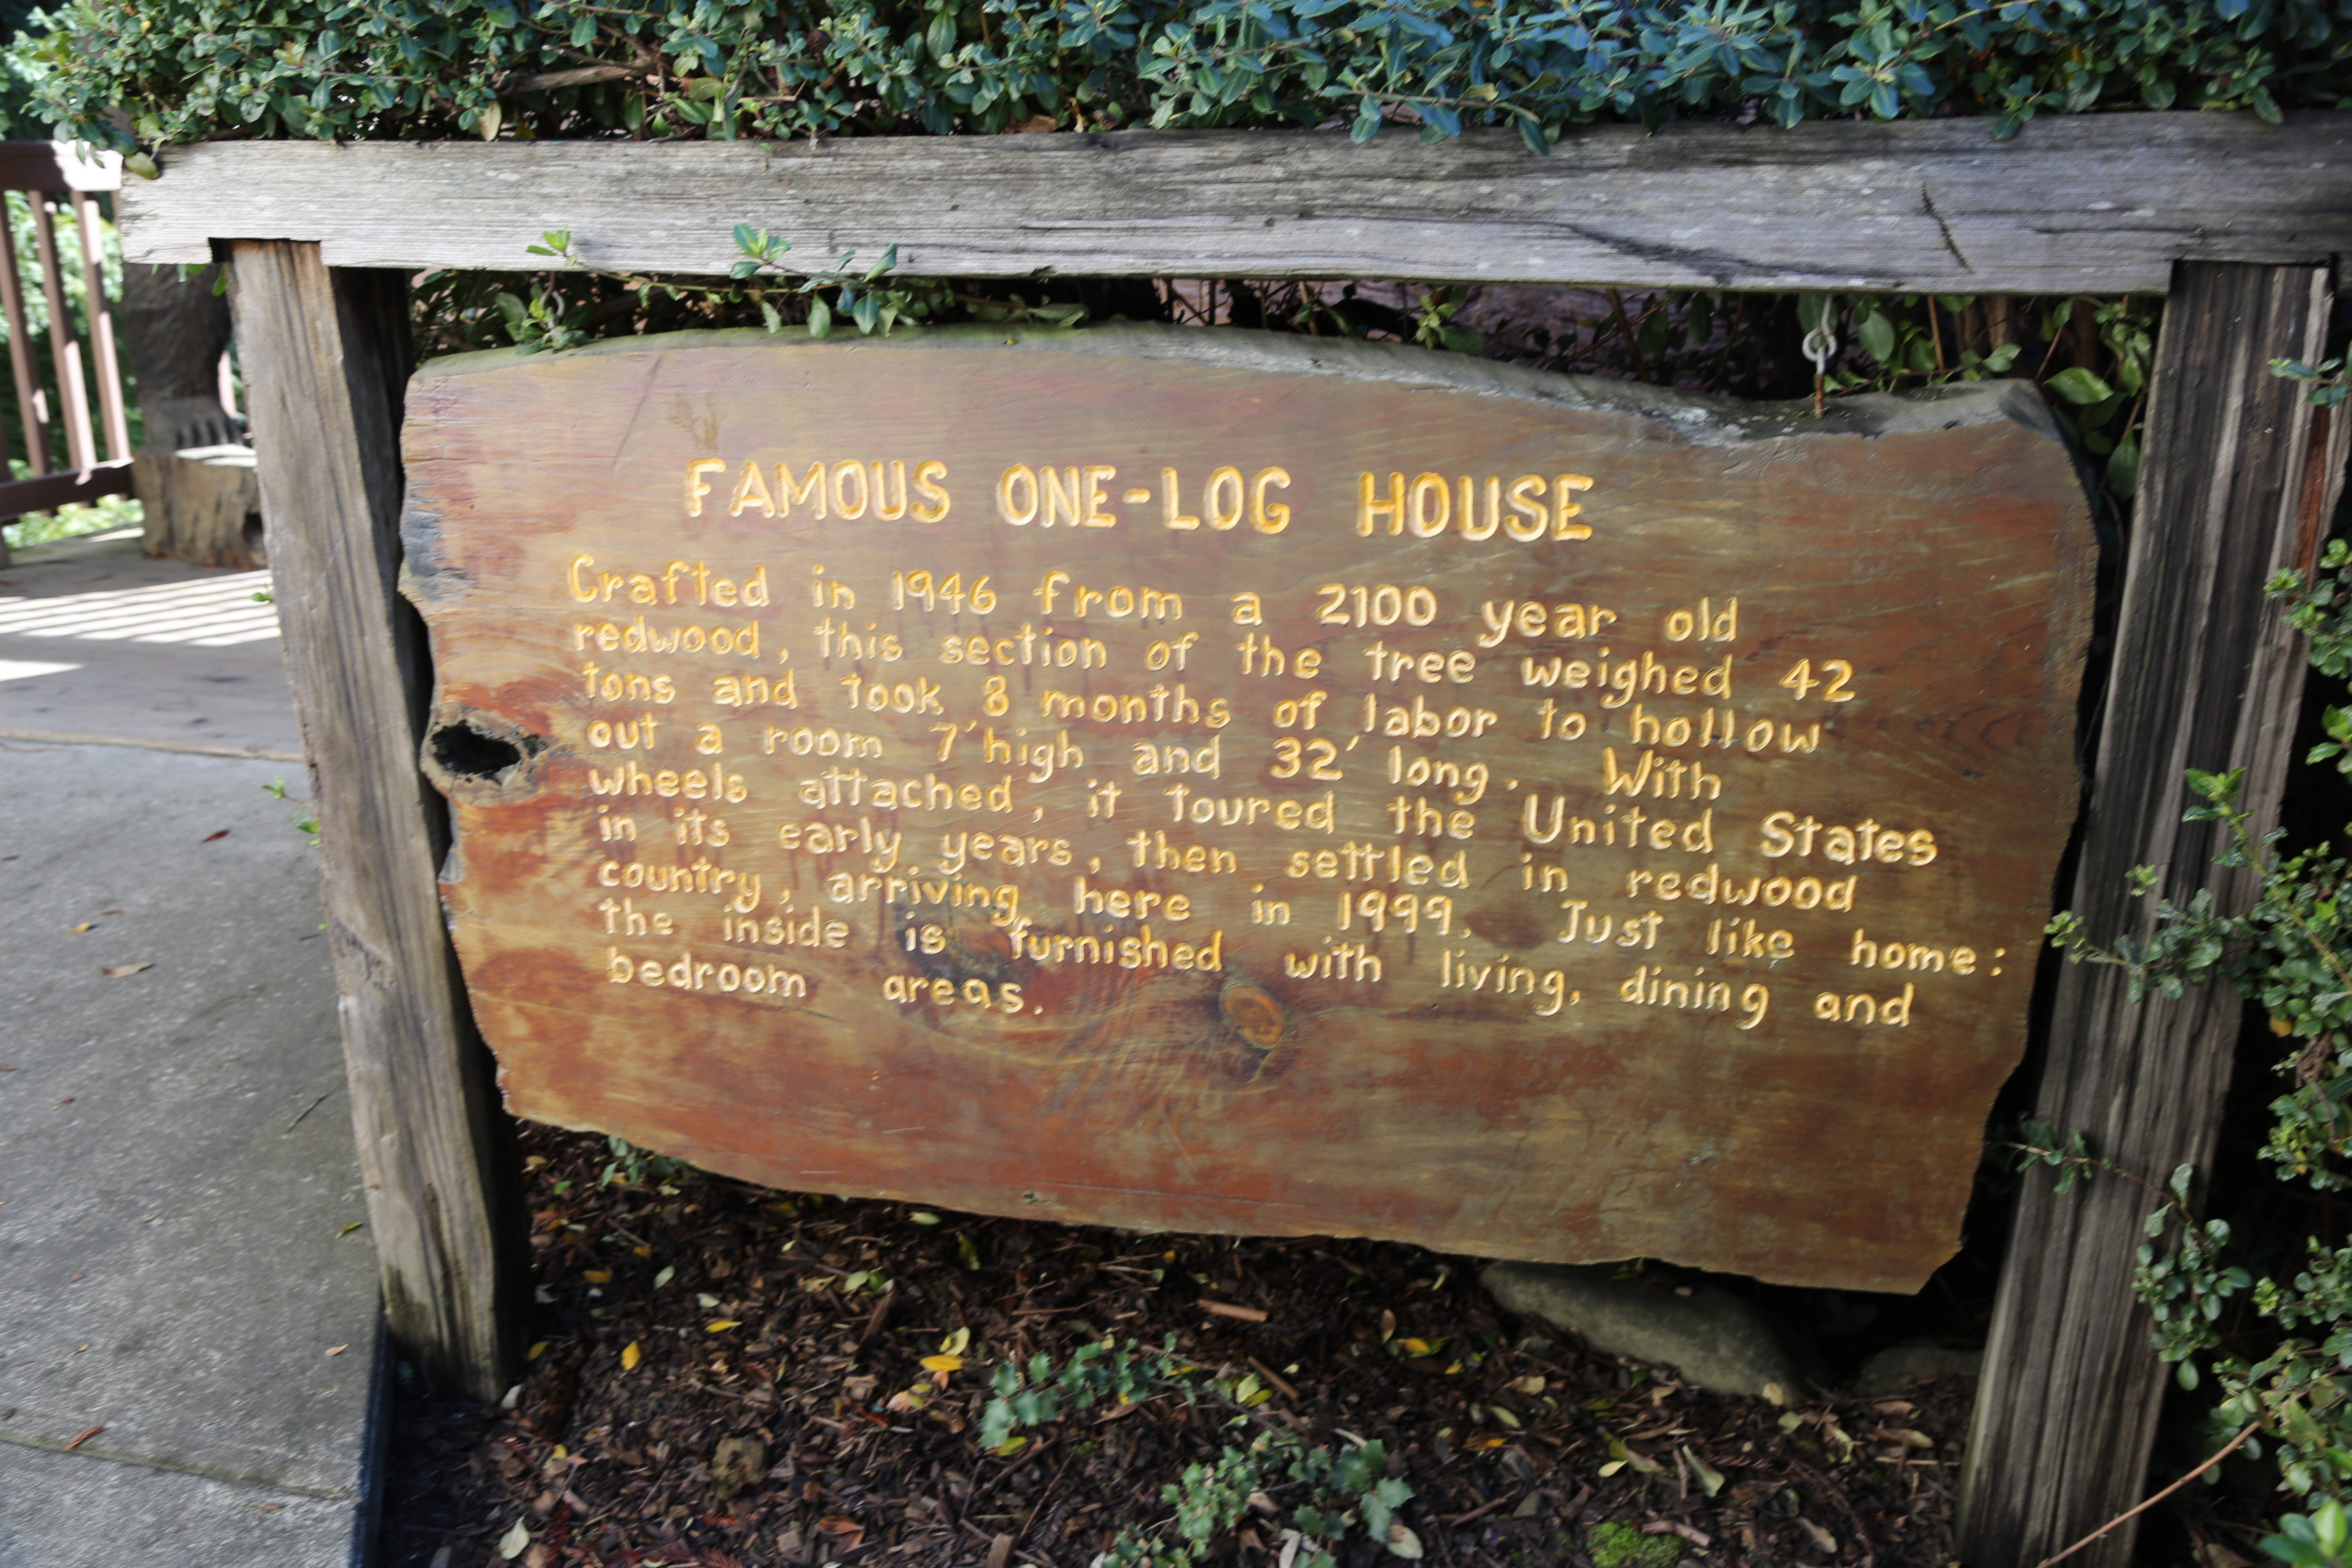 FAMOUS ONE-LOG HOUSE
Crafted in 1946 from a 2100 year old
redwood, this section of the tree weighed 42
tons and took 8 months of labor to hollow
out a room 7' high and 32' long. With
wheels attached, it toured the United States
in its early years, then settled in redwood
country, arriving here in 1999. Just like home:
the inside is furnished with living, dining and
bedroom areas.